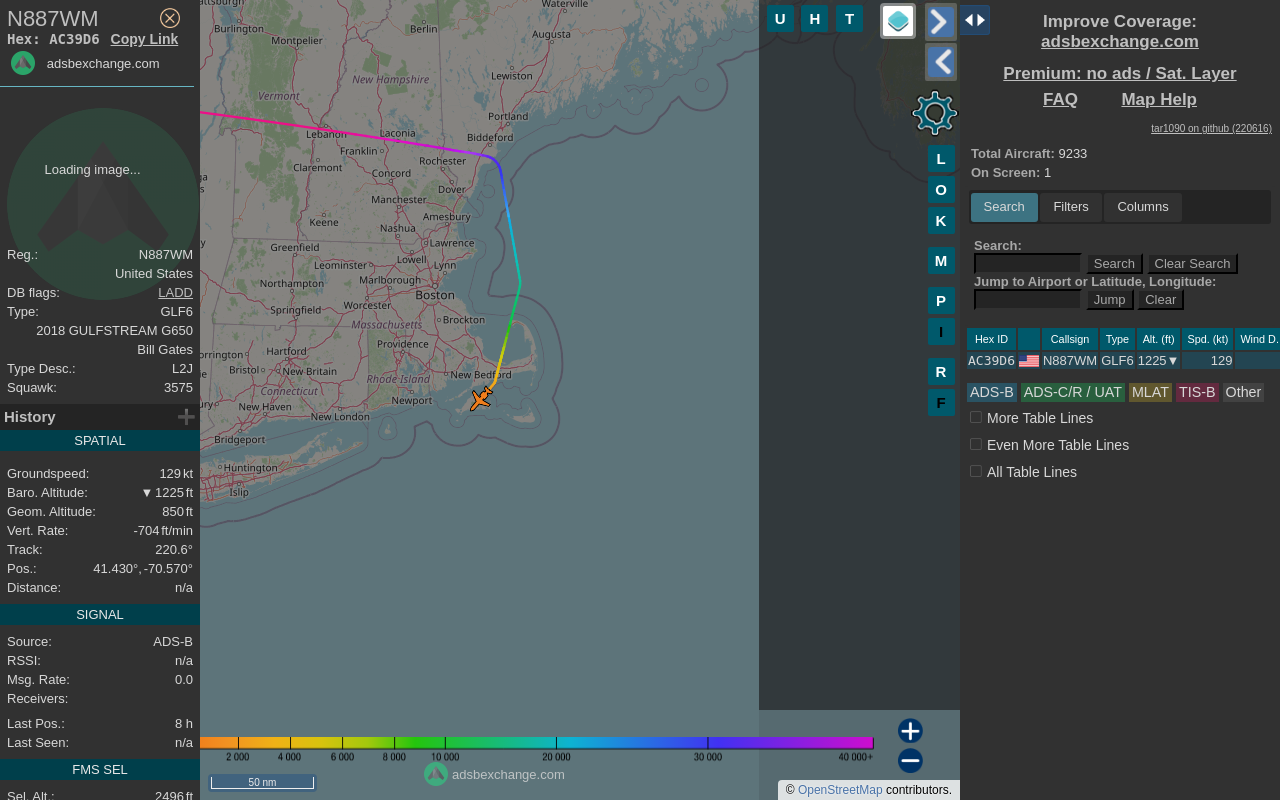 N887WM
Hex: AC39D6 Copy Link
adsbexchange.com
Loading image...
Reg.: N887WM
United States
DB flags: LADD
Type: GLF6
2018 GULFSTREAM G650
Bill Gates
Type Desc.: L2J
Squawk: 3575
History
SPATIAL
Groundspeed: 129 kt
Baro. Altitude: ▼ 1225 ft
Geom. Altitude: 850 ft
Vert. Rate: -704 ft/min
Track: 220.6°
Pos.: 41.430°, -70.570°
Distance: n/a
SIGNAL
Source: ADS-B
RSSI: n/a
Msg. Rate: 0.0
Receivers:
Last Pos.: 8 h
Last Seen: n/a
FMS SEL
Sel. Alt.: 2496 ft
Waterville
Burlington
Berlin
Montpelier
Augusta
Lewiston
New Hampshire
Vermont
Portland
Lebanon
Laconia
Biddeford
Franklin
Rochester
Claremont
Concord
Dover
Manchester
Amesbury
Keene
Nashua
Lawrence
Greenfield
Lowell
Leominster
Lynn
Northampton
Marlborough
Boston
Worcester
Springfield
Brockton
Massachusetts
Providence
Hartford
Bristol
New Britain
New Bedford
Rhode Island
Connecticut
Newport
New Haven
New London
Bridgeport
Huntington
Islip
U H T
L
O
K
M
P
I
R
F
2 000 4 000 6 000 8 000 10 000 20 000 30 000 40 000+
adsbexchange.com
50 nm
© OpenStreetMap contributors.
Improve Coverage:
adsbexchange.com
Premium: no ads / Sat. Layer
FAQ Map Help
tar1090 on github (220616)
Total Aircraft: 9233
On Screen: 1
Search Filters Columns
Search:
Search Clear Search
Jump to Airport or Latitude, Longitude:
Jump Clear
Hex ID Callsign Type Alt. (ft) Spd. (kt) Wind D.
AC39D6 N887WM GLF6 1225▼ 129
ADS-B ADS-C/R / UAT MLAT TIS-B Other
More Table Lines
Even More Table Lines
All Table Lines